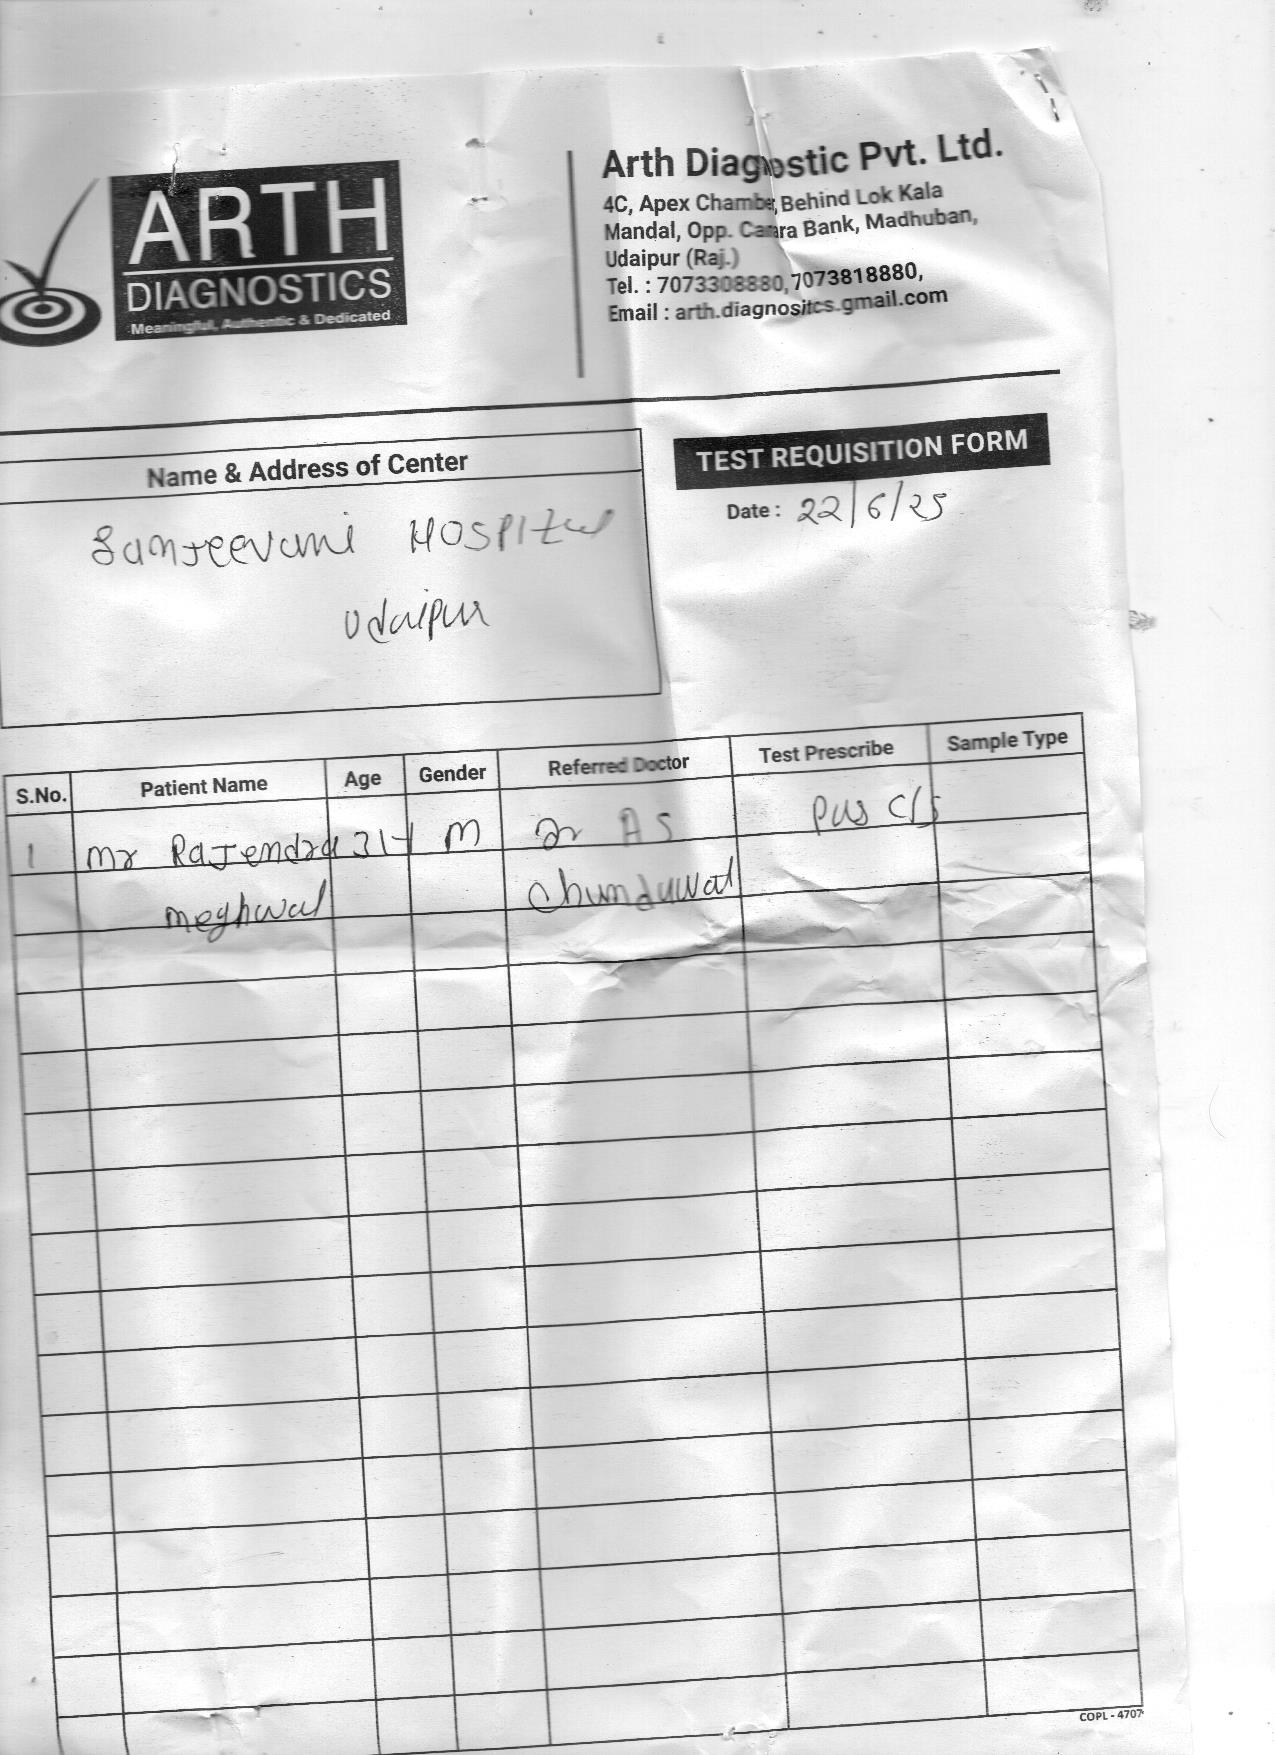 ARTH
DIAGNOSTICS
Meaningful, Authentic & Dedicated
Arth Diagnostic Pvt. Ltd.
4C, Apex Chamber, Behind Lok Kala
Mandal, Opp. Canara Bank, Madhuban,
Udaipur (Raj.)
Tel. : 7073308880, 7073818880,
Email : arth.diagnositcs.gmail.com
Name & Address of Center
Sanjeevani Hospital
Udaipur
TEST REQUISITION FORM
Date : 22/6/25
S.No. Patient Name Age Gender Referred Doctor Test Prescribe Sample Type
1 Mr Rajendra 31Y M Dr AS Pus C/S
Meghwal Chunduwat
COPL - 4707